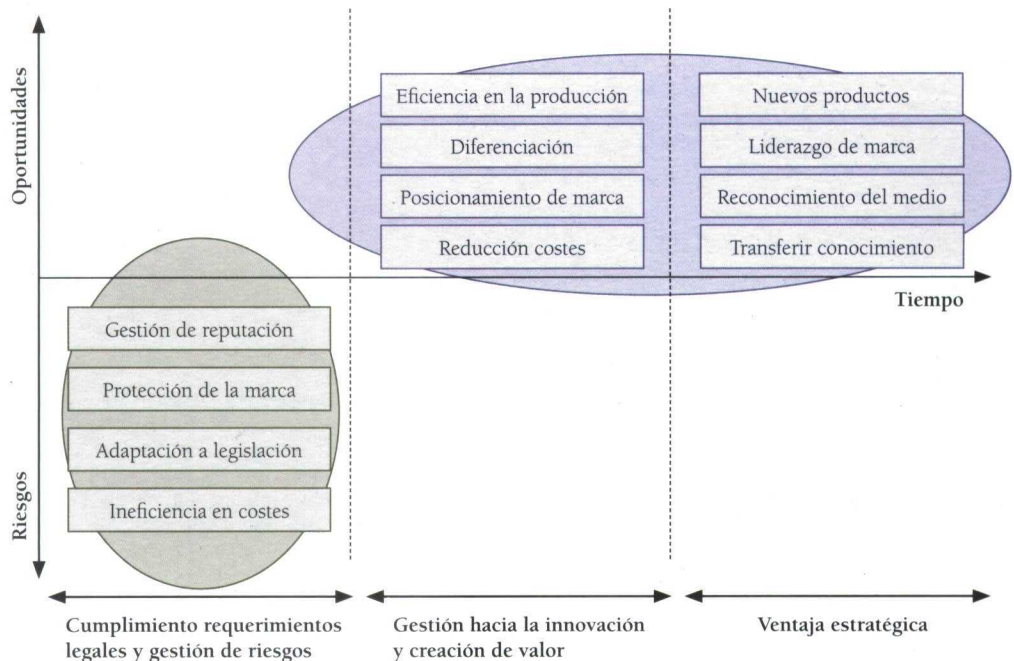 Oportunidades
Eficiencia en la producción
Nuevos productos
Diferenciación
Liderazgo de marca
Posicionamiento de marca
Reconocimiento del medio
Reducción costes
Transferir conocimiento
Tiempo
Riesgos
Gestión de reputación
Protección de la marca
Adaptación a legislación
Ineficiencia en costes
Cumplimiento requerimientos
legales y gestión de riesgos
Gestión hacia la innovación
y creación de valor
Ventaja estratégica